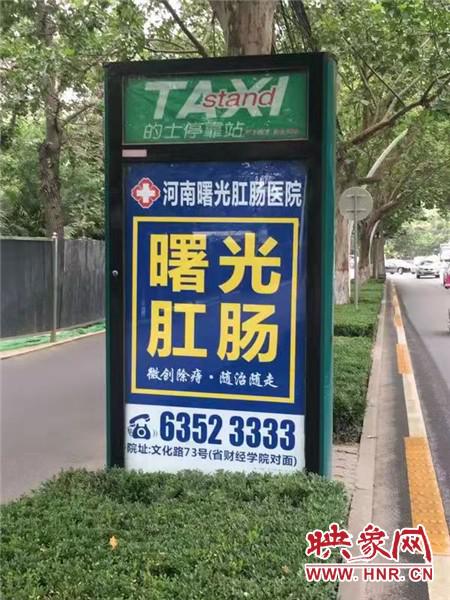 TAXI
stand
的士停靠站
河南曙光肛肠医院
曙光
肛肠
微创除痔·随治随走
6352 3333
院址:文化路73号(省财经学院对面)
映象网
WWW.HNR.CN